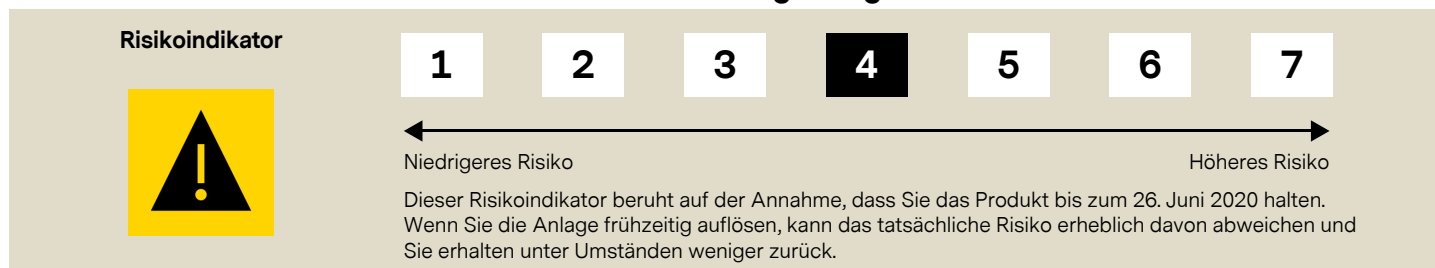 Risikoindikator
1 2 3 4 5 6 7
Niedrigeres Risiko Höheres Risiko
Dieser Risikoindikator beruht auf der Annahme, dass Sie das Produkt bis zum 26. Juni 2020 halten.
Wenn Sie die Anlage frühzeitig auflösen, kann das tatsächliche Risiko erheblich davon abweichen und
Sie erhalten unter Umständen weniger zurück.